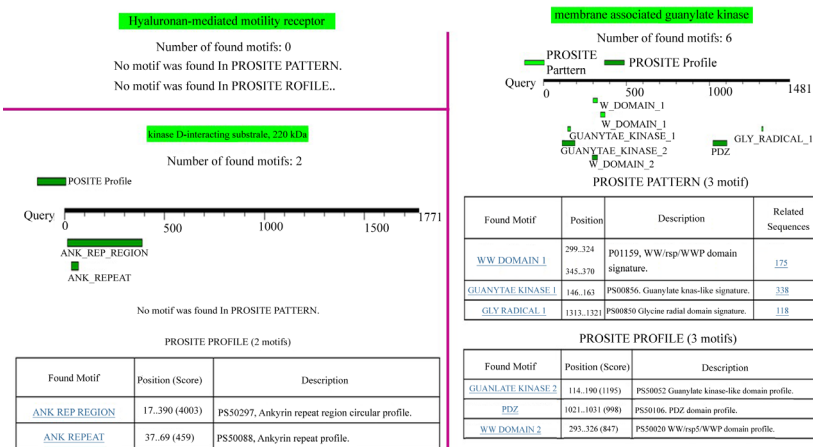 Hyaluronan-mediated motility receptor
Number of found motifs: 0
No motif was found In PROSITE PATTERN.
No motif was found In PROSITE ROFILE..
kinase D-interacting substrale, 220 kDa
Number of found motifs: 2
POSITE Profile
Query
0 500 1000 1500 1771
ANK_REP_REGION
ANK_REPEAT
No motif was found In PROSITE PATTERN.
PROSITE PROFILE (2 motifs)
Found Motif Position (Score) Description
ANK REP REGION 17..390 (4003) PS50297, Ankyrin repeat region circular profile.
ANK REPEAT 37..69 (459) PS50088, Ankyrin repeat profile.
membrane associated guanylate kinase
Number of found motifs: 6
PROSITE Parttern
PROSITE Profile
Query
0 500 1000 1481
W_DOMAIN_1
W_DOMAIN_1
GUANYTAE_KINASE_1 GLY_RADICAL_1
GUANYTAE_KINASE_2 PDZ
W_DOMAIN_2
PROSITE PATTERN (3 motif)
Found Motif Position Description Related Sequences
WW DOMAIN 1 299..324 345..370 P01159, WW/rsp/WWP domain signature. 175
GUANYTAE KINASE 1 146..163 PS00856. Guanylate knas-like signature. 338
GLY RADICAL 1 1313..1321 PS00850 Glycine radial domain signature. 118
PROSITE PROFILE (3 motifs)
Found Motif Position (Score) Description
GUANLATE KINASE 2 114..190 (1195) PS50052 Guanylate kinase-like domain profile.
PDZ 1021..1031 (998) PS50106. PDZ domain profile.
WW DOMAIN 2 293..326 (847) PS50020 WW/rsp5/WWP domain profile.